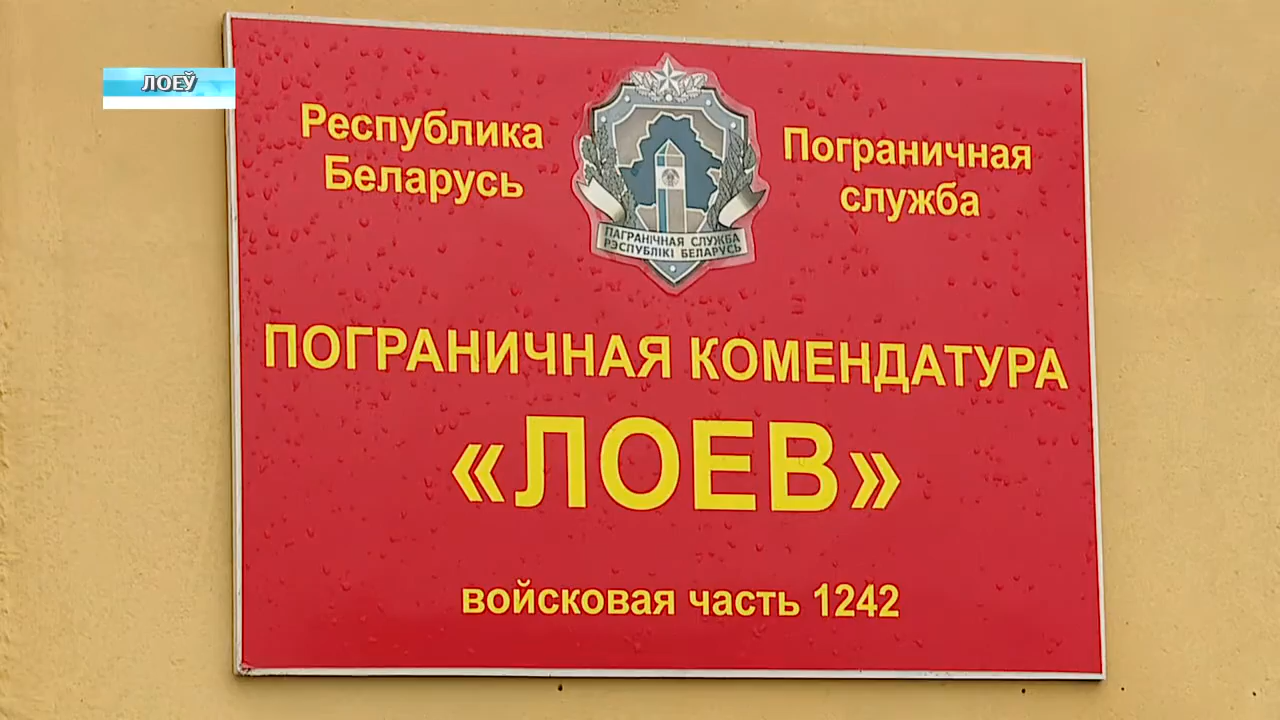 ЛОЕЎ
Республика
Беларусь
Пограничная
служба
ПАГРАНІЧНАЯ СЛУЖБА
РЭСПУБЛІКІ БЕЛАРУСЬ
ПОГРАНИЧНАЯ КОМЕНДАТУРА
«ЛОЕВ»
войсковая часть 1242